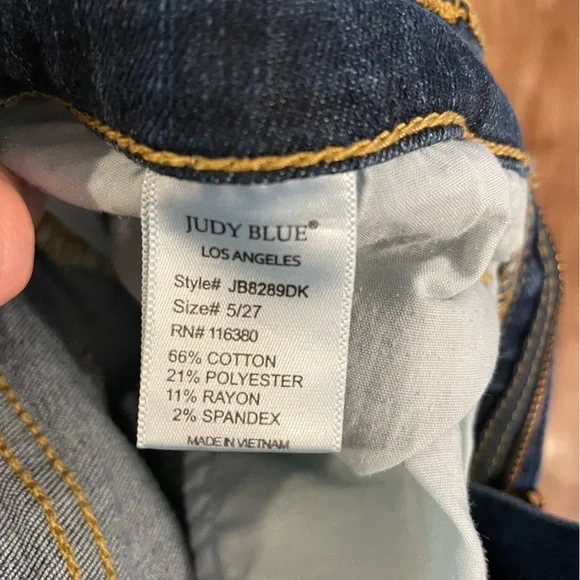 JUDY BLUE®
LOS ANGELES
Style# JB8289DK
Size# 5/27
RN# 116380
66% COTTON
21% POLYESTER
11% RAYON
2% SPANDEX
MADE IN VIETNAM